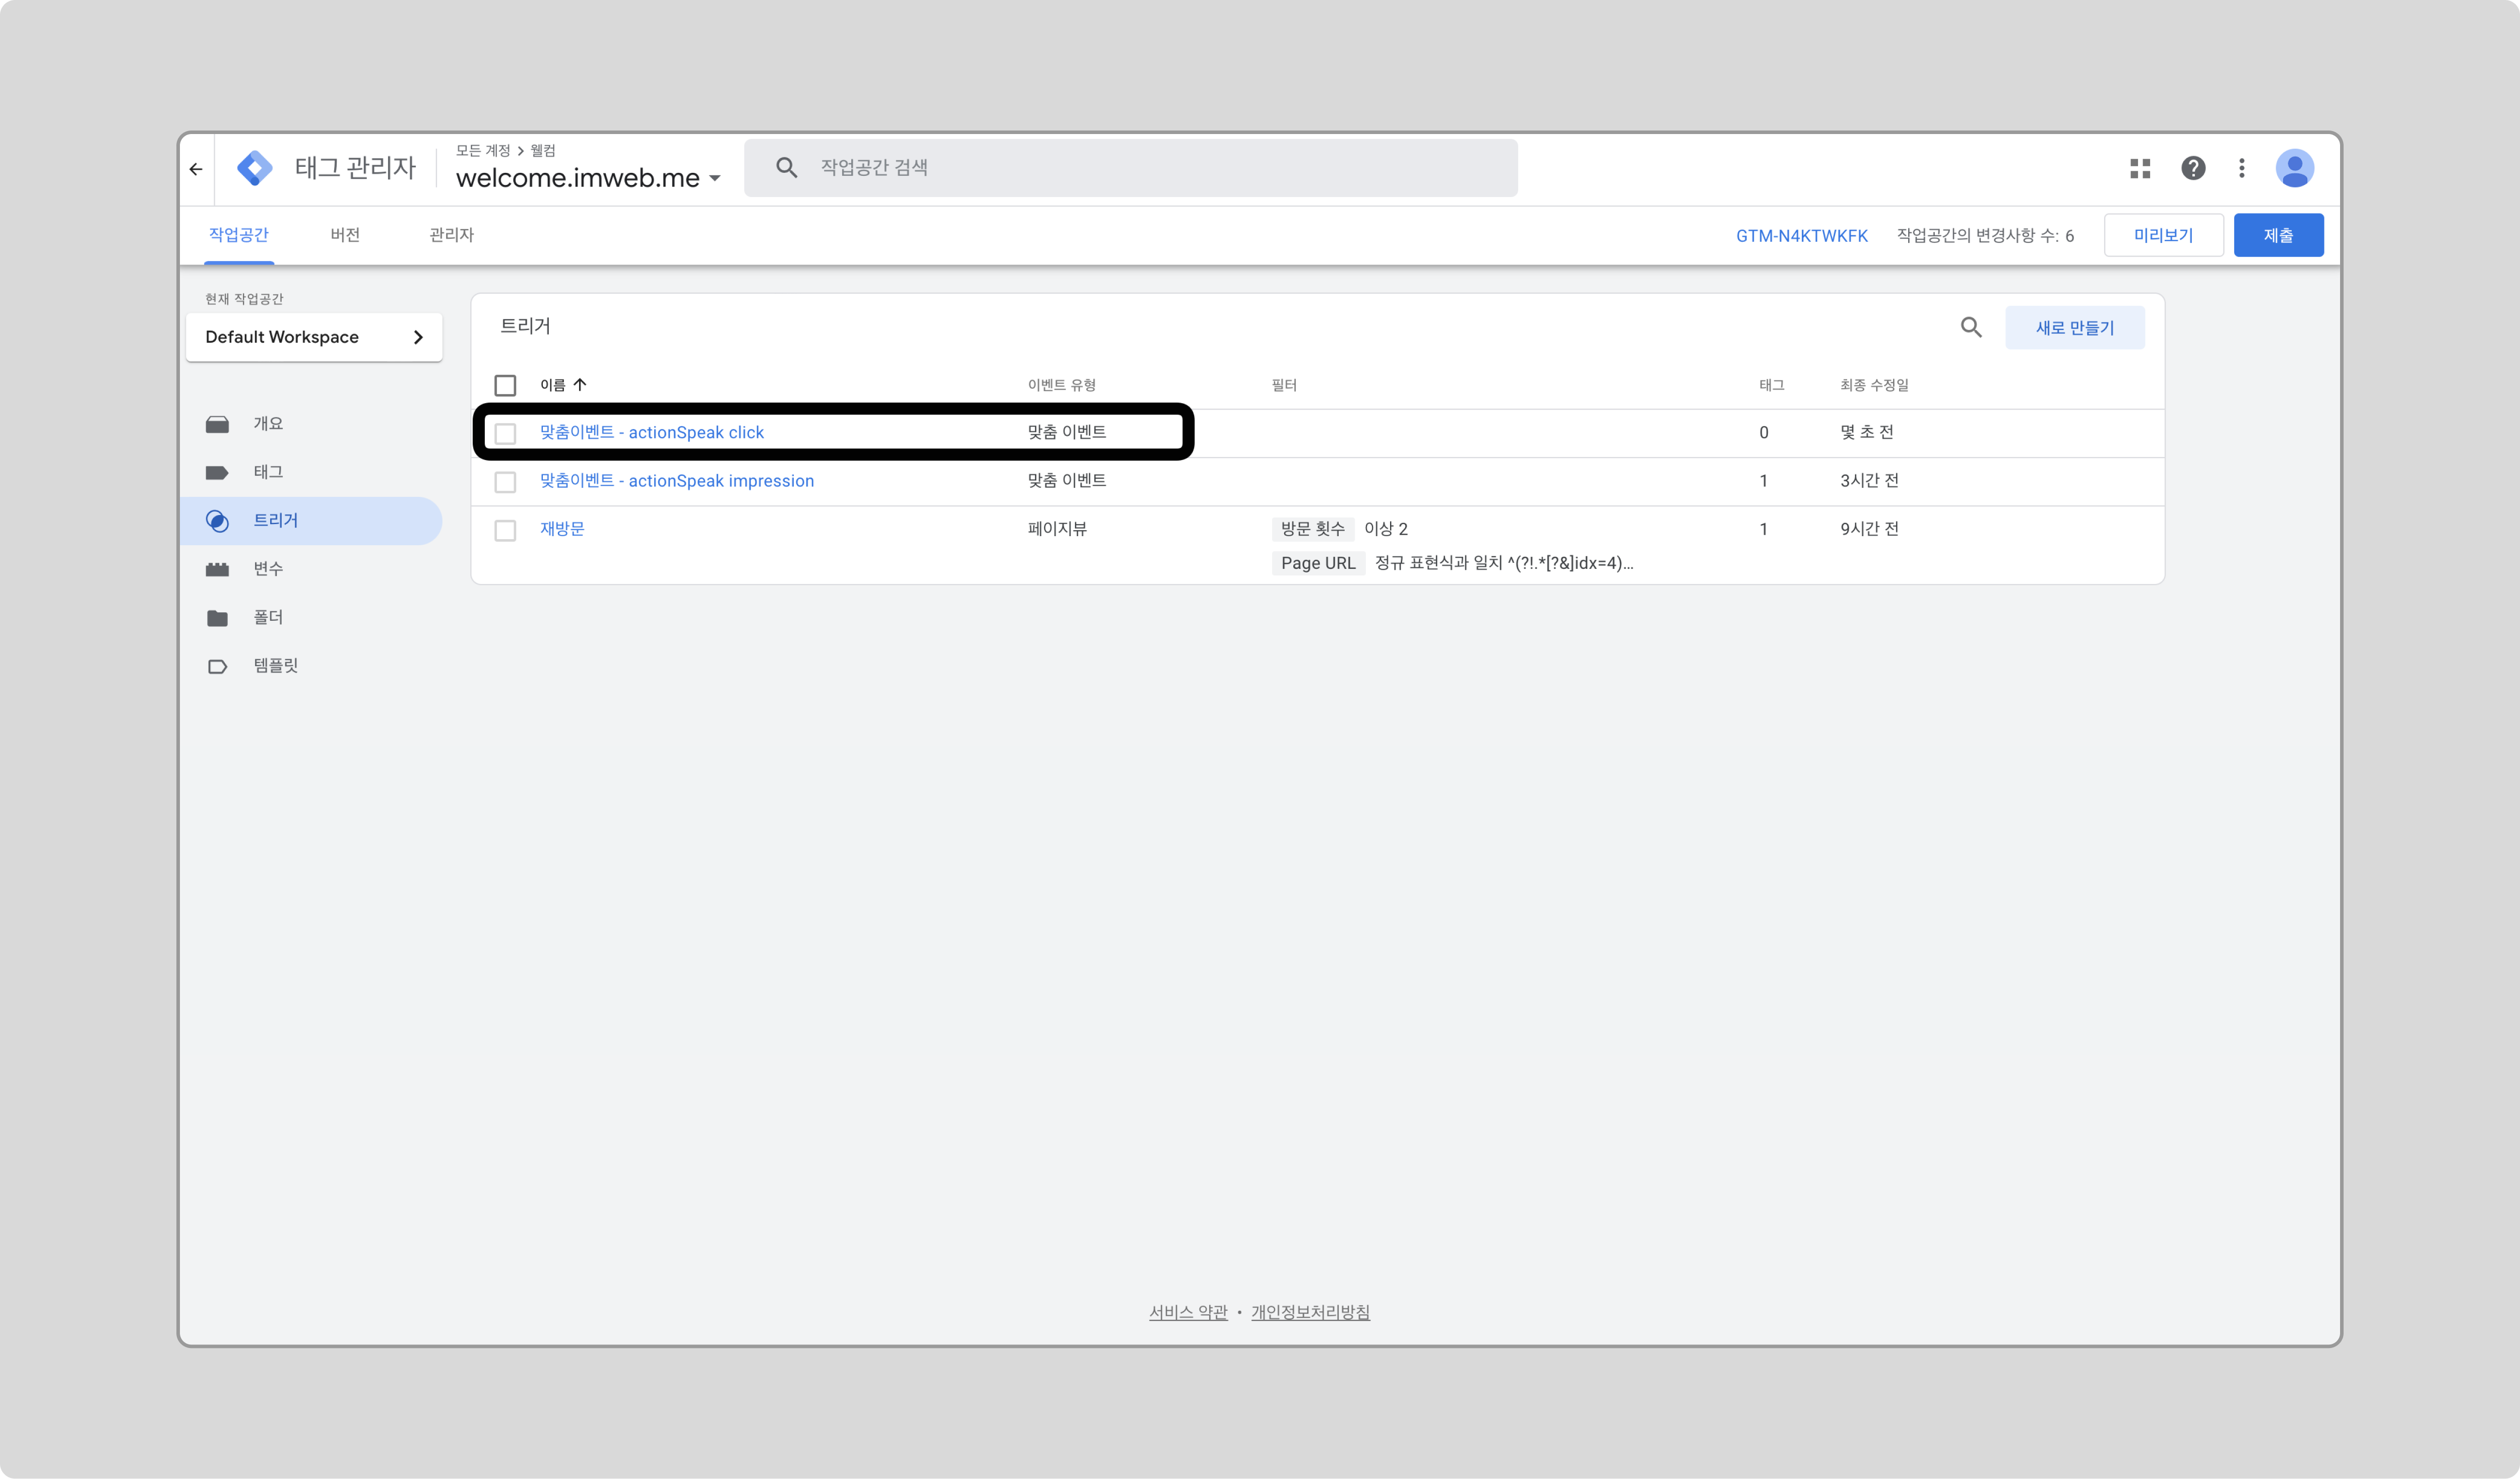 모든 계정 > 웰컴
태그 관리자
welcome.imweb.me
작업공간 검색
작업공간
버전
관리자
GTM-N4KTWKFK
작업공간의 변경사항 수: 6
미리보기
제출
현재 작업공간
Default Workspace
개요
태그
트리거
변수
폴더
템플릿
트리거
새로 만들기
이름 이벤트 유형 필터 태그 최종 수정일
맞춤이벤트 - actionSpeak click 맞춤 이벤트 0 몇 초 전
맞춤이벤트 - actionSpeak impression 맞춤 이벤트 1 3시간 전
재방문 페이지뷰 방문 횟수 이상 2 1 9시간 전
Page URL 정규 표현식과 일치 ^(?!.*[?&]idx=4)...
서비스 약관 • 개인정보처리방침